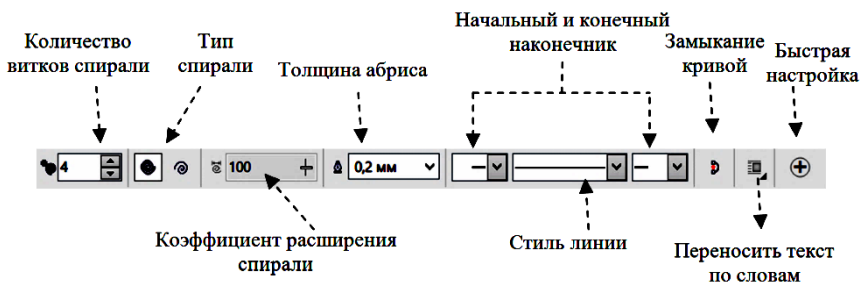 Количество
витков спирали
Тип
спирали
Толщина абриса
Начальный и конечный
наконечник
Замыкание
кривой
Быстрая
настройка
4
100
0,2 мм
Коэффициент расширения
спирали
Стиль линии
Переносить текст
по словам